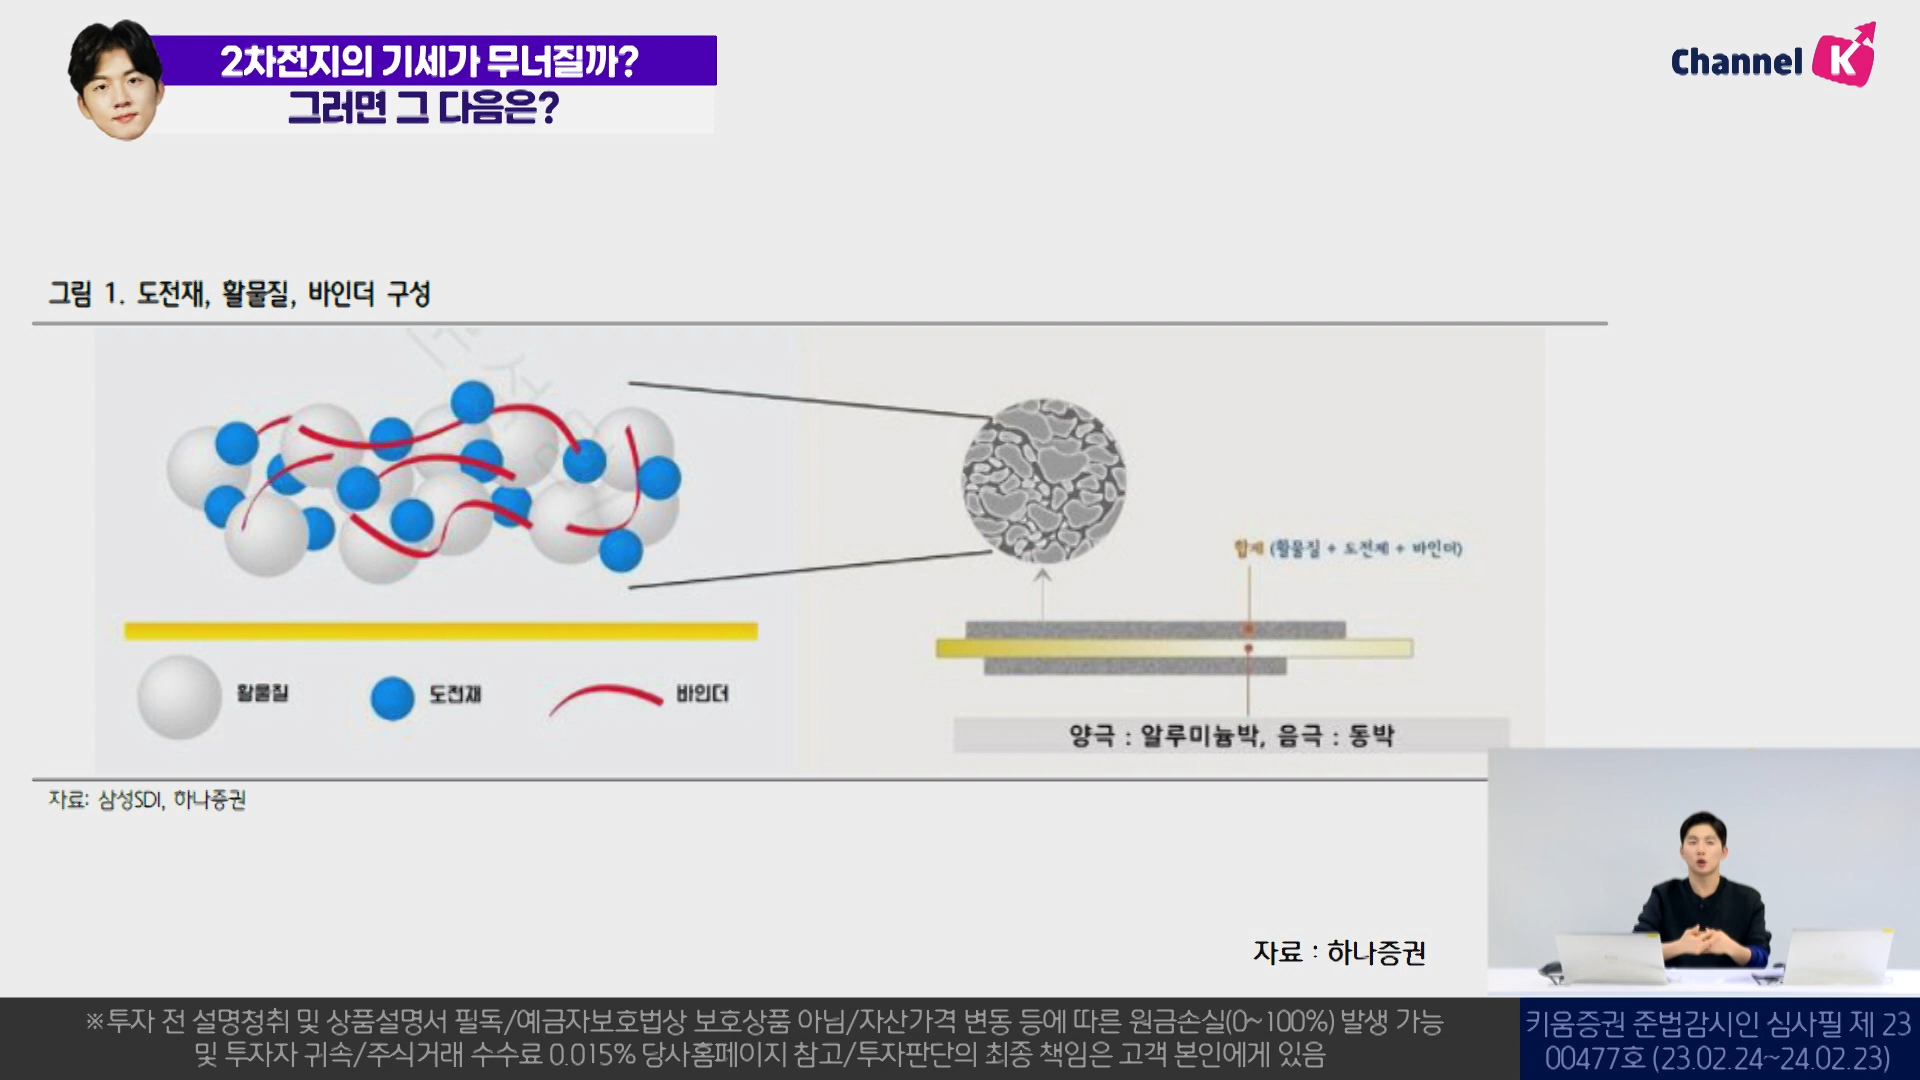 2차전지의 기세가 무너질까?
그러면 그 다음은?
Channel K
그림 1. 도전재, 활물질, 바인더 구성
합제 (활물질 + 도전제 + 바인더)
활물질
도전재
바인더
양극 : 알루미늄박, 음극 : 동박
자료: 삼성SDI, 하나증권
자료 : 하나증권
※투자 전 설명청취 및 상품설명서 필독/예금자보호법상 보호상품 아님/자산가격 변동 등에 따른 원금손실(0~100%) 발생 가능
및 투자자 귀속/주식거래 수수료 0.015% 당사홈페이지 참고/투자판단의 최종 책임은 고객 본인에게 있음
키움증권 준법감시인 심사필 제 23
00477호 (23.02.24~24.02.23)